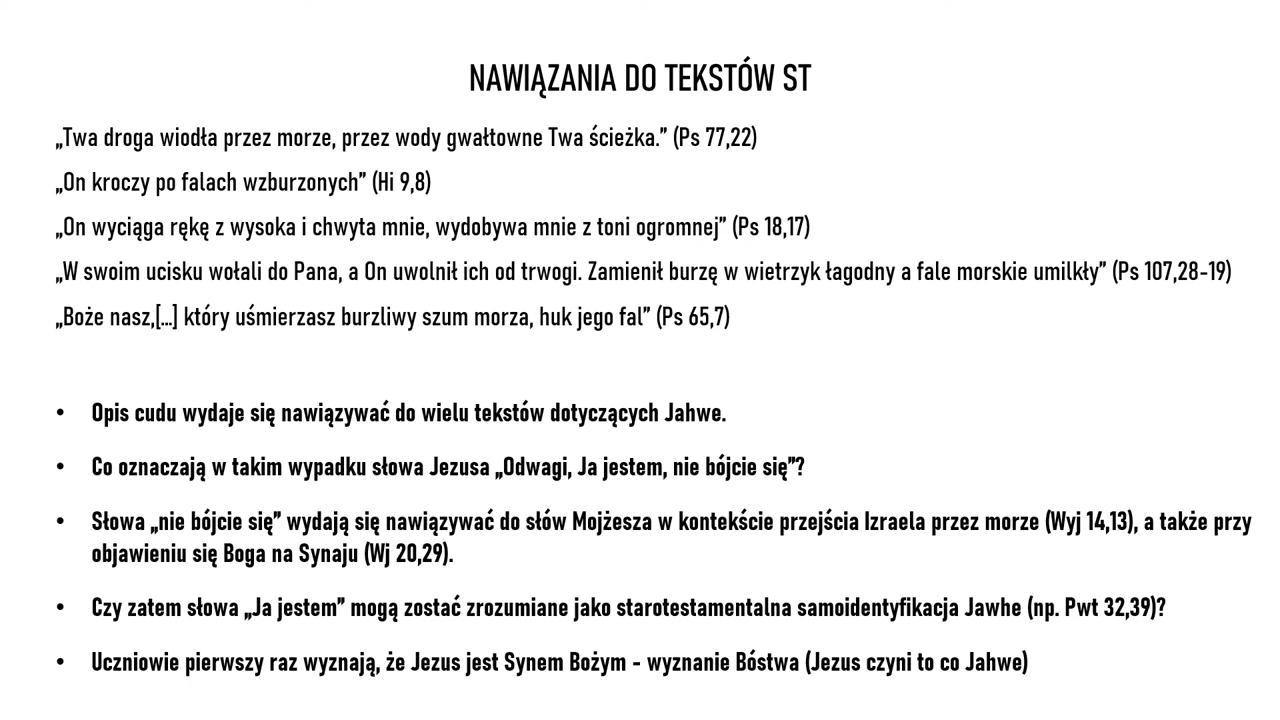 NAWIĄZANIA DO TEKSTÓW ST
„Twa droga wiodła przez morze, przez wody gwałtowne Twa ścieżka.” (Ps 77,22)
„On kroczy po falach wzburzonych” (Hi 9,8)
„On wyciąga rękę z wysoka i chwyta mnie, wydobywa mnie z toni ogromnej” (Ps 18,17)
„W swoim ucisku wołali do Pana, a On uwolnił ich od trwogi. Zamienił burzę w wietrzyk łagodny a fale morskie umilkły” (Ps 107,28-19)
„Boże nasz,[…] który uśmierzasz burzliwy szum morza, huk jego fal” (Ps 65,7)
• Opis cudu wydaje się nawiązywać do wielu tekstów dotyczących Jahwe.
• Co oznaczają w takim wypadku słowa Jezusa „Odwagi, Ja jestem, nie bójcie się”?
• Słowa „nie bójcie się” wydają się nawiązywać do słów Mojżesza w kontekście przejścia Izraela przez morze (Wyj 14,13), a także przy
objawieniu się Boga na Synaju (Wj 20,29).
• Czy zatem słowa „Ja jestem” mogą zostać zrozumiane jako starotestamentalna samoidentyfikacja Jawhe (np. Pwt 32,39)?
• Uczniowie pierwszy raz wyznają, że Jezus jest Synem Bożym - wyznanie Bóstwa (Jezus czyni to co Jahwe)